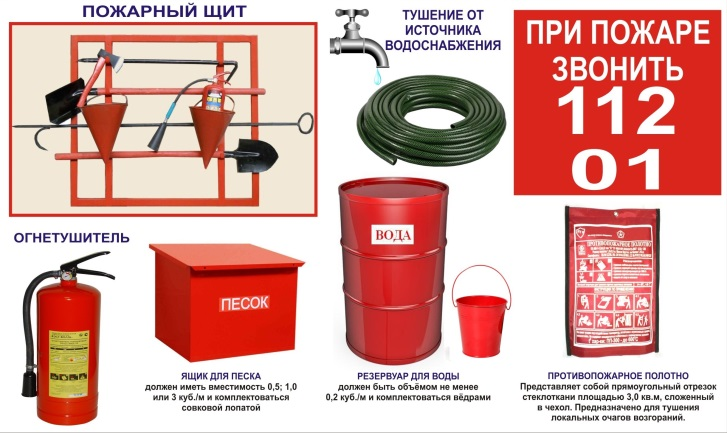 ПОЖАРНЫЙ ЩИТ
ТУШЕНИЕ ОТ
ИСТОЧНИКА
ВОДОСНАБЖЕНИЯ
ПРИ ПОЖАРЕ
ЗВОНИТЬ
112
01
ОГНЕТУШИТЕЛЬ
ПЕСОК
ЯЩИК ДЛЯ ПЕСКА
должен иметь вместимость 0,5; 1,0
или 3 куб./м и комплектоваться
совковой лопатой
ВОДА
РЕЗЕРВУАР ДЛЯ ВОДЫ
должен быть объёмом не менее
0,2 куб./м и комплектоваться вёдрами
ПРОТИВОПОЖАРНОЕ ПОЛОТНО
ПРОТИВОПОЖАРНОЕ ПОЛОТНО
Представляет собой прямоугольный отрезок
стеклоткани площадью 3,0 кв.м, сложенный
в чехол. Предназначено для тушения
локальных очагов возгораний.